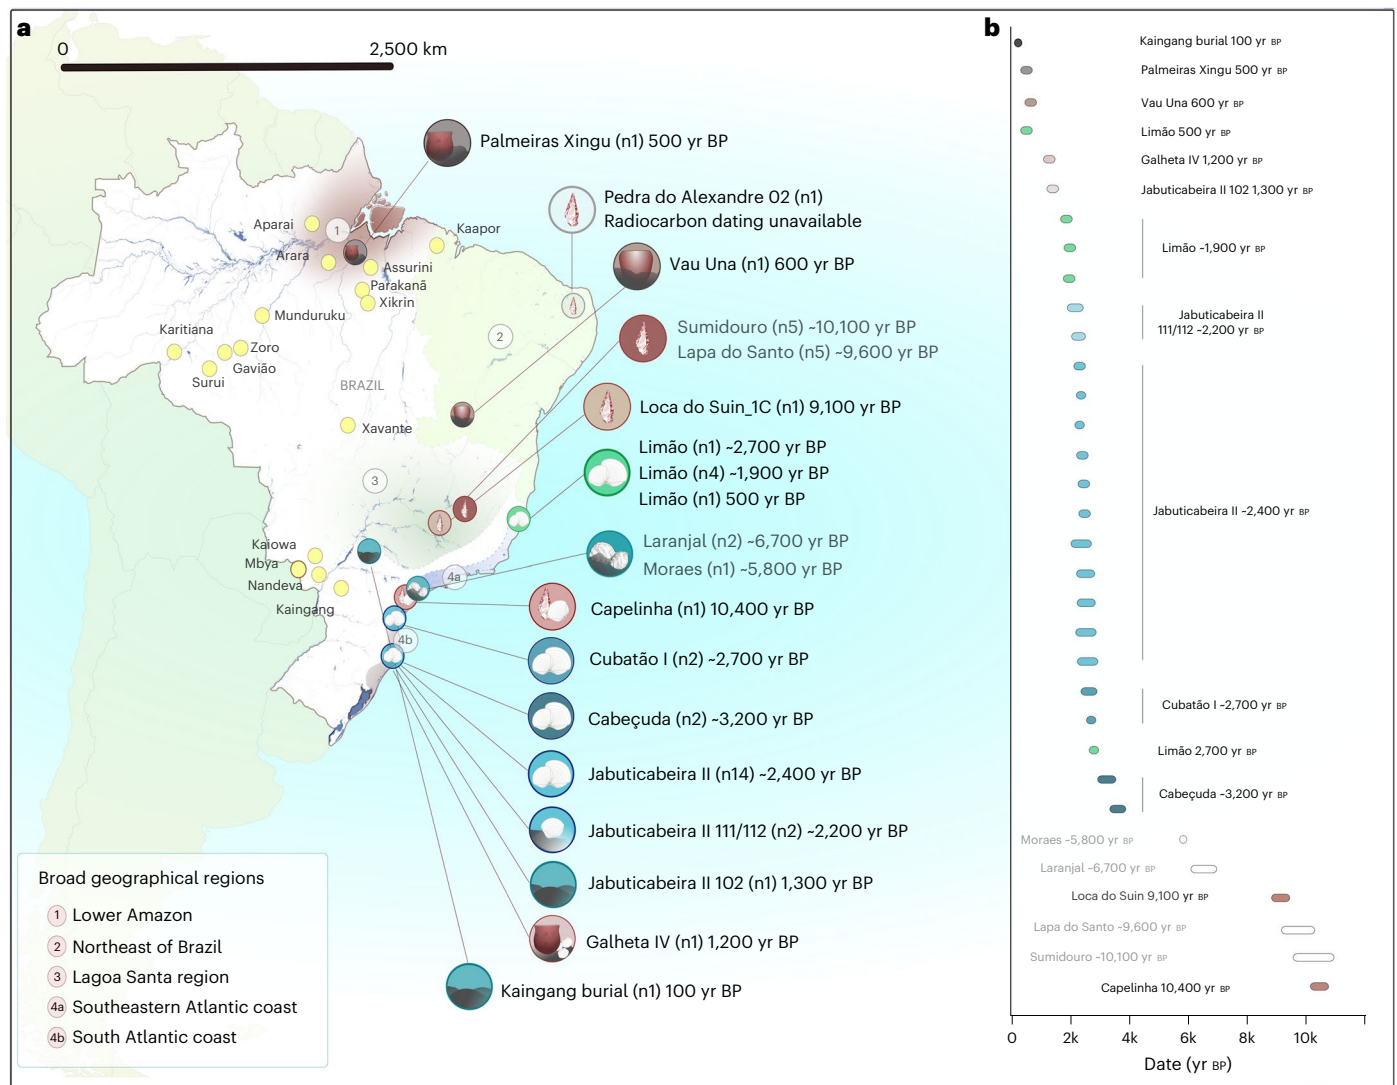 a
0
2,500 km
Palmeiras Xingu (n1) 500 yr BP
Pedra do Alexandre 02 (n1)
Radiocarbon dating unavailable
Vau Una (n1) 600 yr BP
Sumidouro (n5) ~10,100 yr BP
Lapa do Santo (n5) ~9,600 yr BP
Loca do Suin_1C (n1) 9,100 yr BP
Limão (n1) ~2,700 yr BP
Limão (n4) ~1,900 yr BP
Limão (n1) 500 yr BP
Laranjal (n2) ~6,700 yr BP
Moraes (n1) ~5,800 yr BP
Capelinha (n1) 10,400 yr BP
Cubatão I (n2) ~2,700 yr BP
Cabeçuda (n2) ~3,200 yr BP
Jabuticabeira II (n14) ~2,400 yr BP
Jabuticabeira II 111/112 (n2) ~2,200 yr BP
Jabuticabeira II 102 (n1) 1,300 yr BP
Galheta IV (n1) 1,200 yr BP
Kaingang burial (n1) 100 yr BP
Aparai
1
Kaapor
Arara
Assurini
Parakanã
Xikrin
Munduruku
2
Karitiana
Zoro
Gavião
Surui
BRAZIL
Xavante
3
Kaiowa
Mbya
Nandeva
Kaingang
4a
4b
Broad geographical regions
1 Lower Amazon
2 Northeast of Brazil
3 Lagoa Santa region
4a Southeastern Atlantic coast
4b South Atlantic coast
b
Kaingang burial 100 yr BP
Palmeiras Xingu 500 yr BP
Vau Una 600 yr BP
Limão 500 yr BP
Galheta IV 1,200 yr BP
Jabuticabeira II 102 1,300 yr BP
Limão ~1,900 yr BP
Jabuticabeira II
111/112 ~2,200 yr BP
Jabuticabeira II ~2,400 yr BP
Cubatão I ~2,700 yr BP
Limão 2,700 yr BP
Cabeçuda ~3,200 yr BP
Moraes ~5,800 yr BP
Laranjal ~6,700 yr BP
Loca do Suin 9,100 yr BP
Lapa do Santo ~9,600 yr BP
Sumidouro ~10,100 yr BP
Capelinha 10,400 yr BP
0 2k 4k 6k 8k 10k
Date (yr BP)